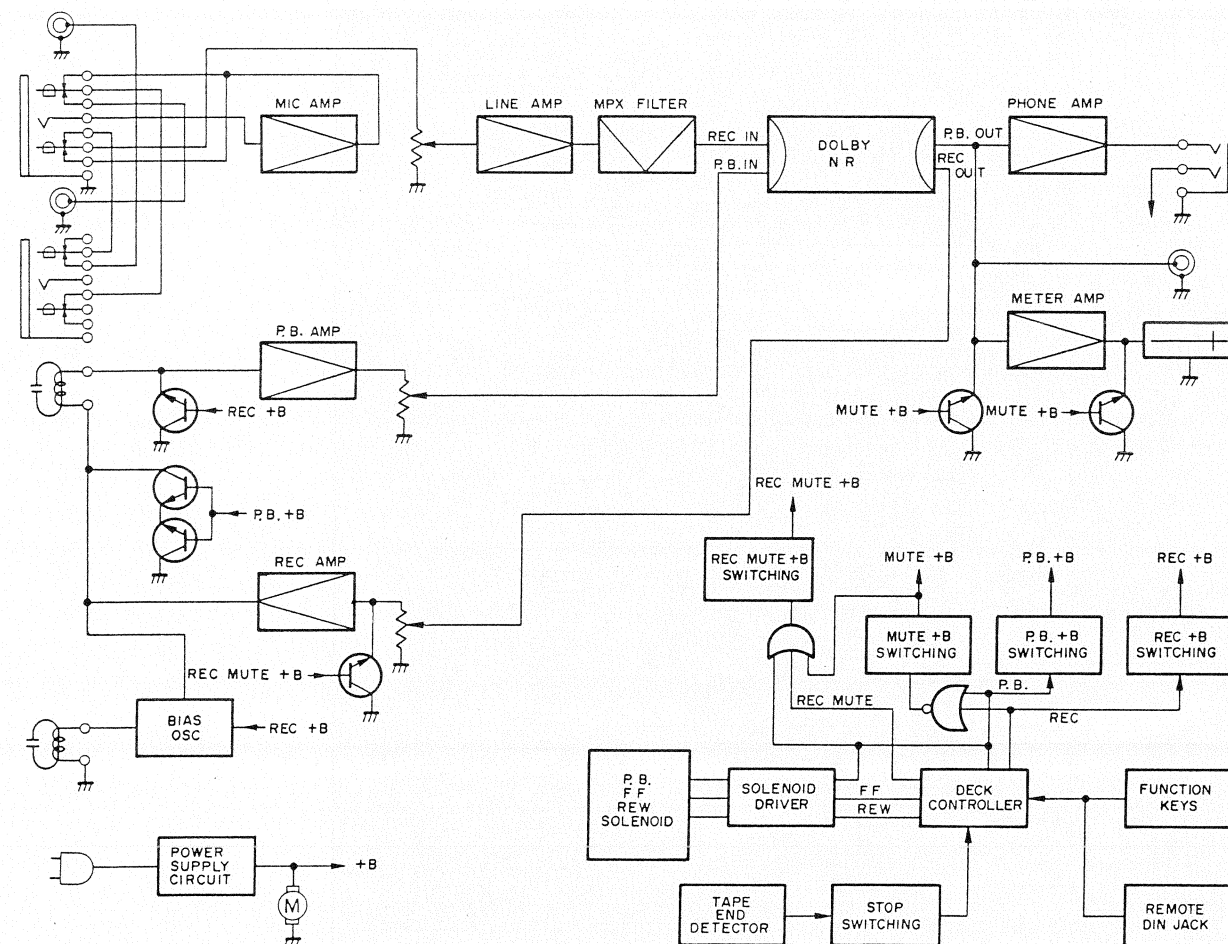 MIC AMP
LINE AMP
MPX FILTER
PHONE AMP
REC IN
P.B. IN
DOLBY
N R
P.B. OUT
REC
OUT
METER AMP
P.B. AMP
REC +B
MUTE +B
MUTE +B
P.B. +B
REC MUTE +B
REC AMP
REC MUTE +B
SWITCHING
MUTE +B
P.B. +B
REC +B
MUTE +B
SWITCHING
P.B. +B
SWITCHING
REC +B
SWITCHING
REC MUTE +B
P.B.
REC MUTE
REC
BIAS
OSC
REC +B
P.B.
F F
REW
SOLENOID
SOLENOID
DRIVER
F F
REW
DECK
CONTROLLER
FUNCTION
KEYS
POWER
SUPPLY
CIRCUIT
+B
M
TAPE
END
DETECTOR
STOP
SWITCHING
REMOTE
DIN JACK